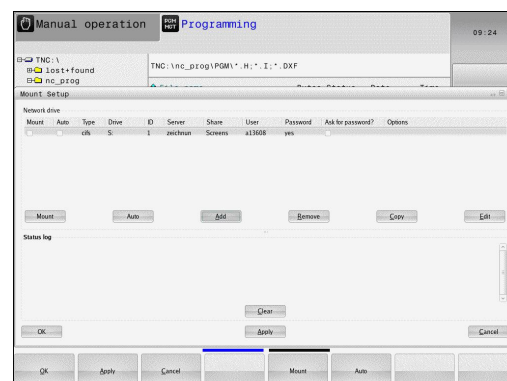 Manual operation
PGM
MGT
Programming
09:24
TNC:\
lost+found
nc_prog
TNC:\nc_prog\PGM\*.H;*.I;*.DXF
Mount Setup
Network drive
Mount Auto Type Drive ID Server Share User Password Ask for password? Options
cifs S: 1 zeichnun Screens a13608 yes
Mount Auto Add Remove Copy Edit
Status log
Clear
OK Apply Cancel
OK Apply Cancel Mount Auto